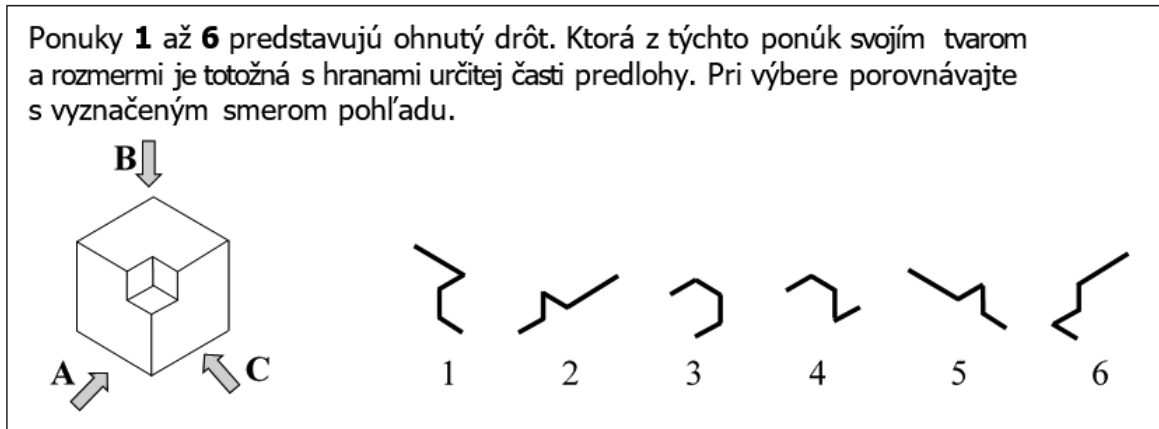 Ponuky 1 až 6 predstavujú ohnutý drôt. Ktorá z týchto ponúk svojím tvarom
a rozmermi je totožná s hranami určitej časti predlohy. Pri výbere porovnávajte
s vyznačeným smerom pohľadu.
B
A
C
1 2 3 4 5 6